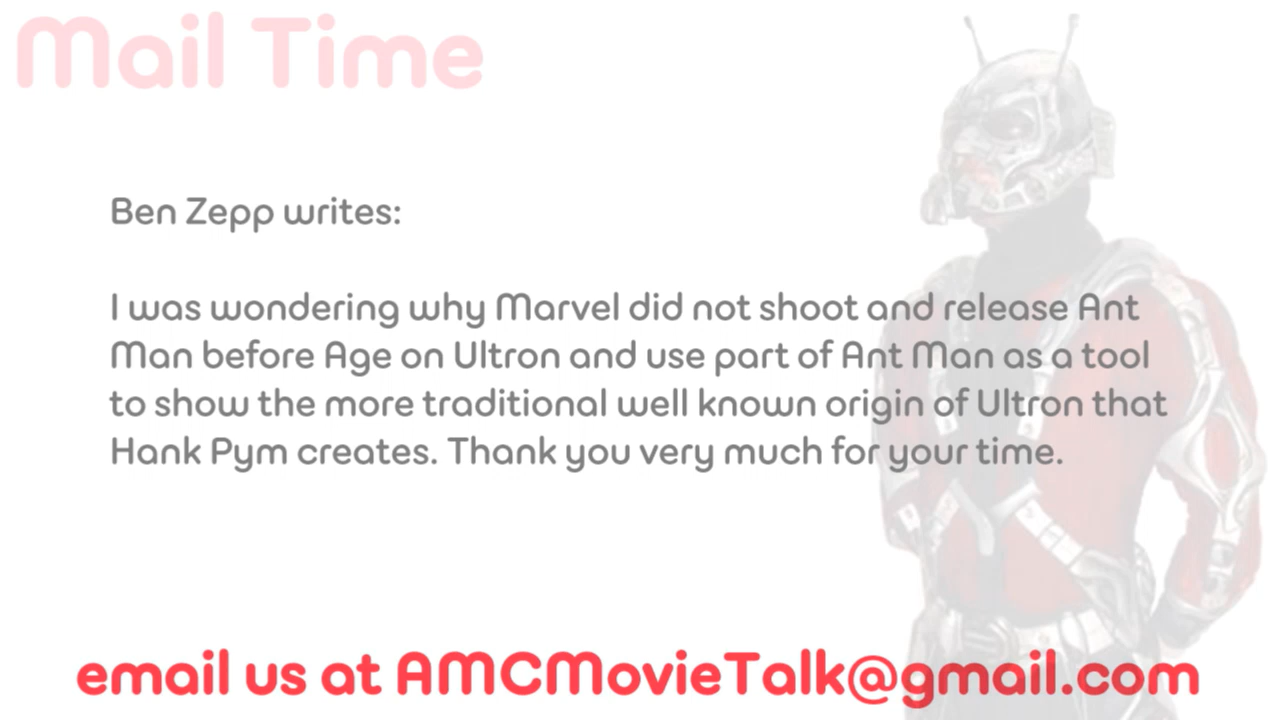 Mail Time
Ben Zepp writes:
I was wondering why Marvel did not shoot and release Ant
Man before Age on Ultron and use part of Ant Man as a tool
to show the more traditional well known origin of Ultron that
Hank Pym creates. Thank you very much for your time.
email us at AMCMovieTalk@gmail.com